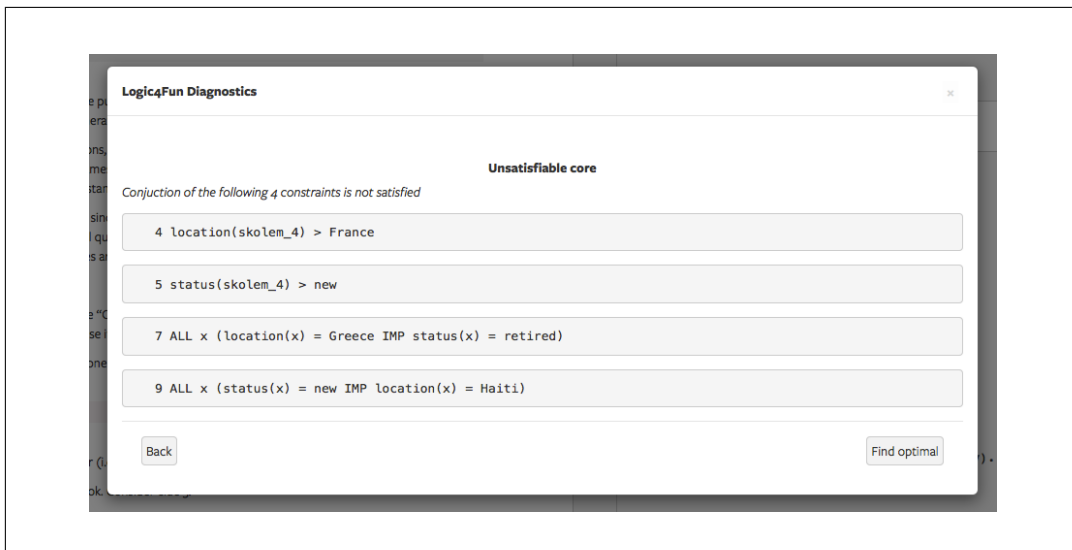 Logic4Fun Diagnostics
×
Unsatisfiable core
Conjuction of the following 4 constraints is not satisfied
4 location(skolem_4) > France
5 status(skolem_4) > new
7 ALL x (location(x) = Greece IMP status(x) = retired)
9 ALL x (status(x) = new IMP location(x) = Haiti)
Back
Find optimal